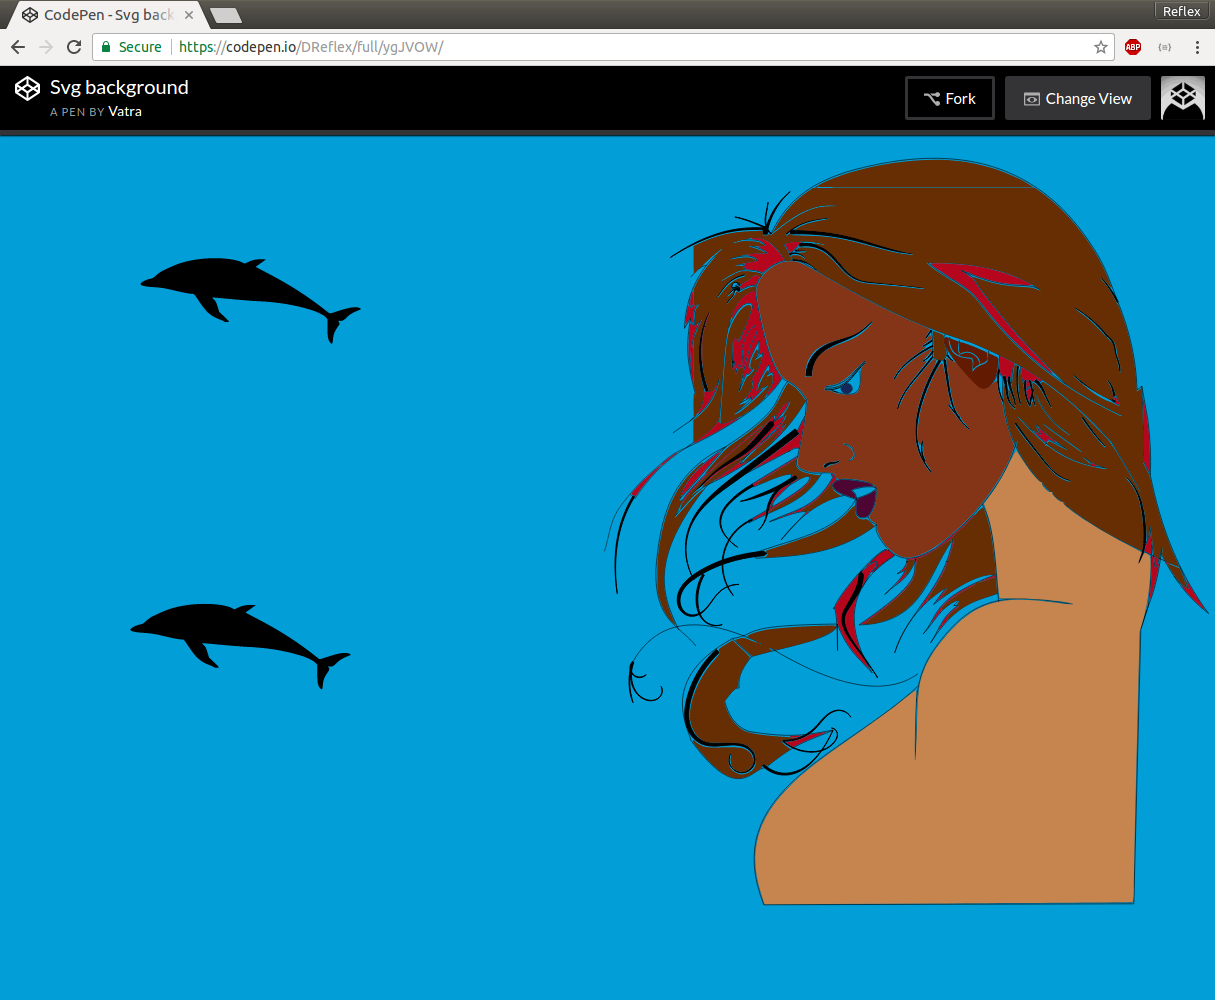 CodePen - Svg back
Reflex
Secure https://codepen.io/DReflex/full/ygJVOW/
ABP
Svg background
A PEN BY Vatra
Fork
Change View